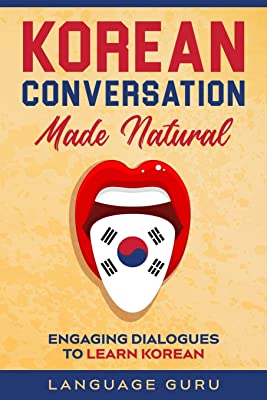 KOREAN
CONVERSATION
Made Natural
ENGAGING DIALOGUES
TO LEARN KOREAN
LANGUAGE GURU